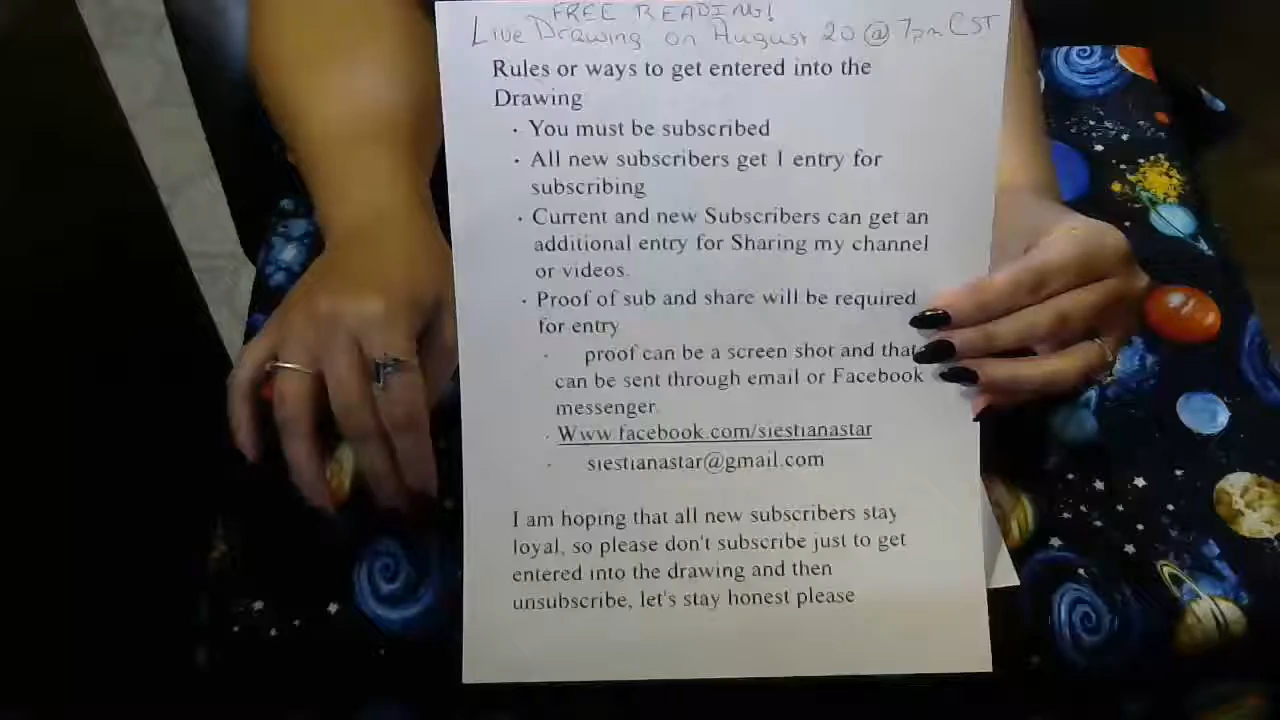 FREE READING!
Live Drawing on August 20 @ 7pm CST
Rules or ways to get entered into the
Drawing
· You must be subscribed
· All new subscribers get 1 entry for
subscribing
· Current and new Subscribers can get an
additional entry for Sharing my channel
or videos.
· Proof of sub and share will be required
for entry
· proof can be a screen shot and that
can be sent through email or Facebook
messenger.
· Www.facebook.com/siestianastar
· siestianastar@gmail.com
I am hoping that all new subscribers stay
loyal, so please don't subscribe just to get
entered into the drawing and then
unsubscribe, let's stay honest please